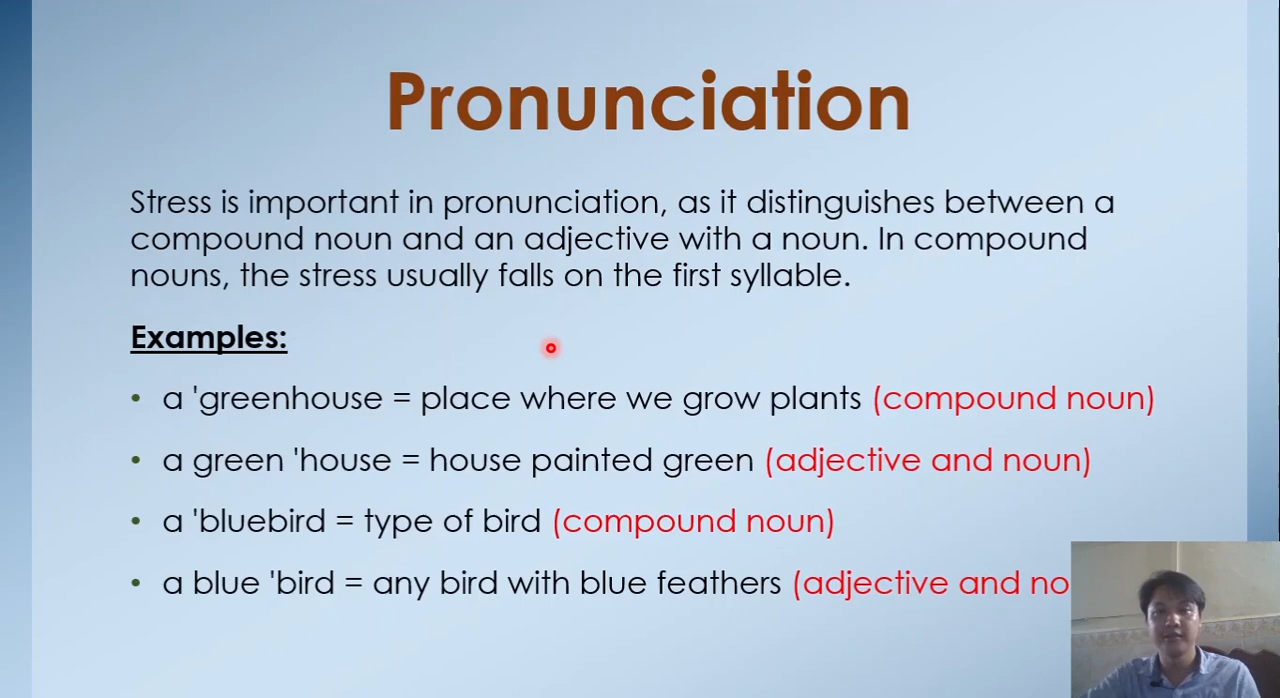 Pronunciation
Stress is important in pronunciation, as it distinguishes between a
compound noun and an adjective with a noun. In compound
nouns, the stress usually falls on the first syllable.
Examples:
• a 'greenhouse = place where we grow plants (compound noun)
• a green 'house = house painted green (adjective and noun)
• a 'bluebird = type of bird (compound noun)
• a blue 'bird = any bird with blue feathers (adjective and no